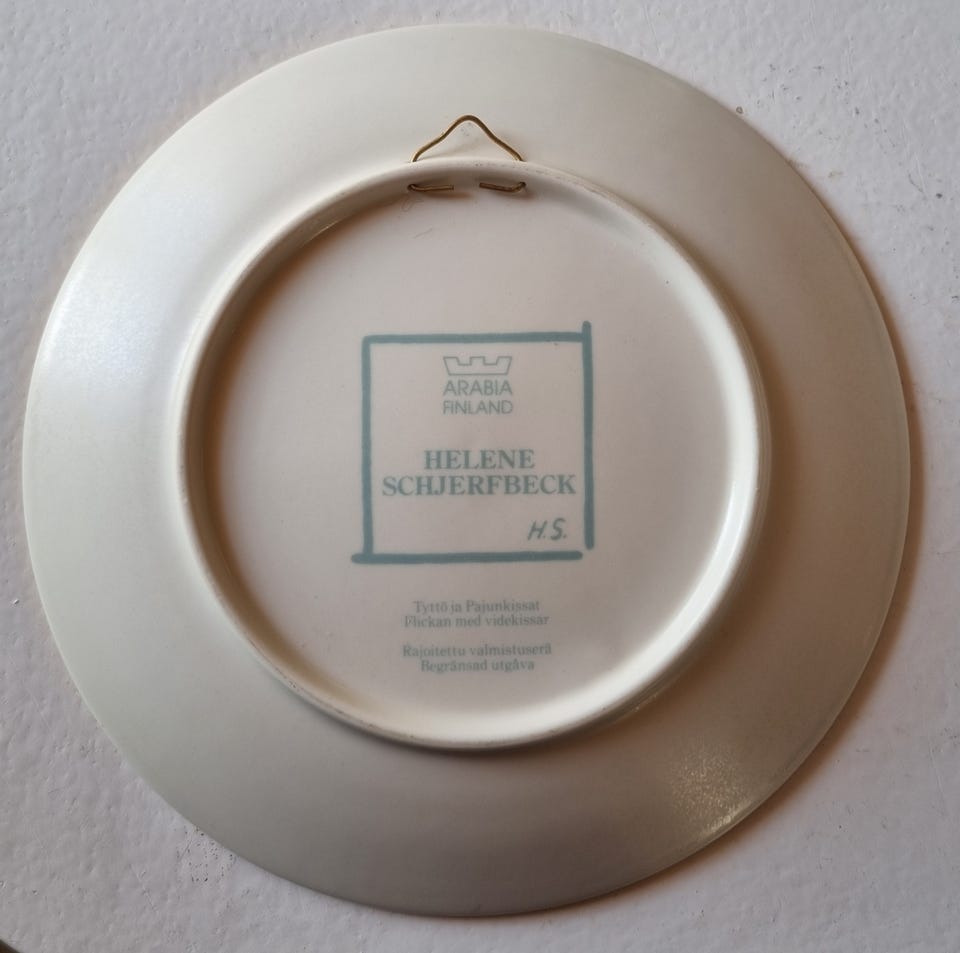 ARABIA
FINLAND
HELENE
SCHJERFBECK
H.S.
Tyttö ja Pajunkissat
Flickan med videkissar
Rajoitettu valmistuserä
Begränsad utgåva